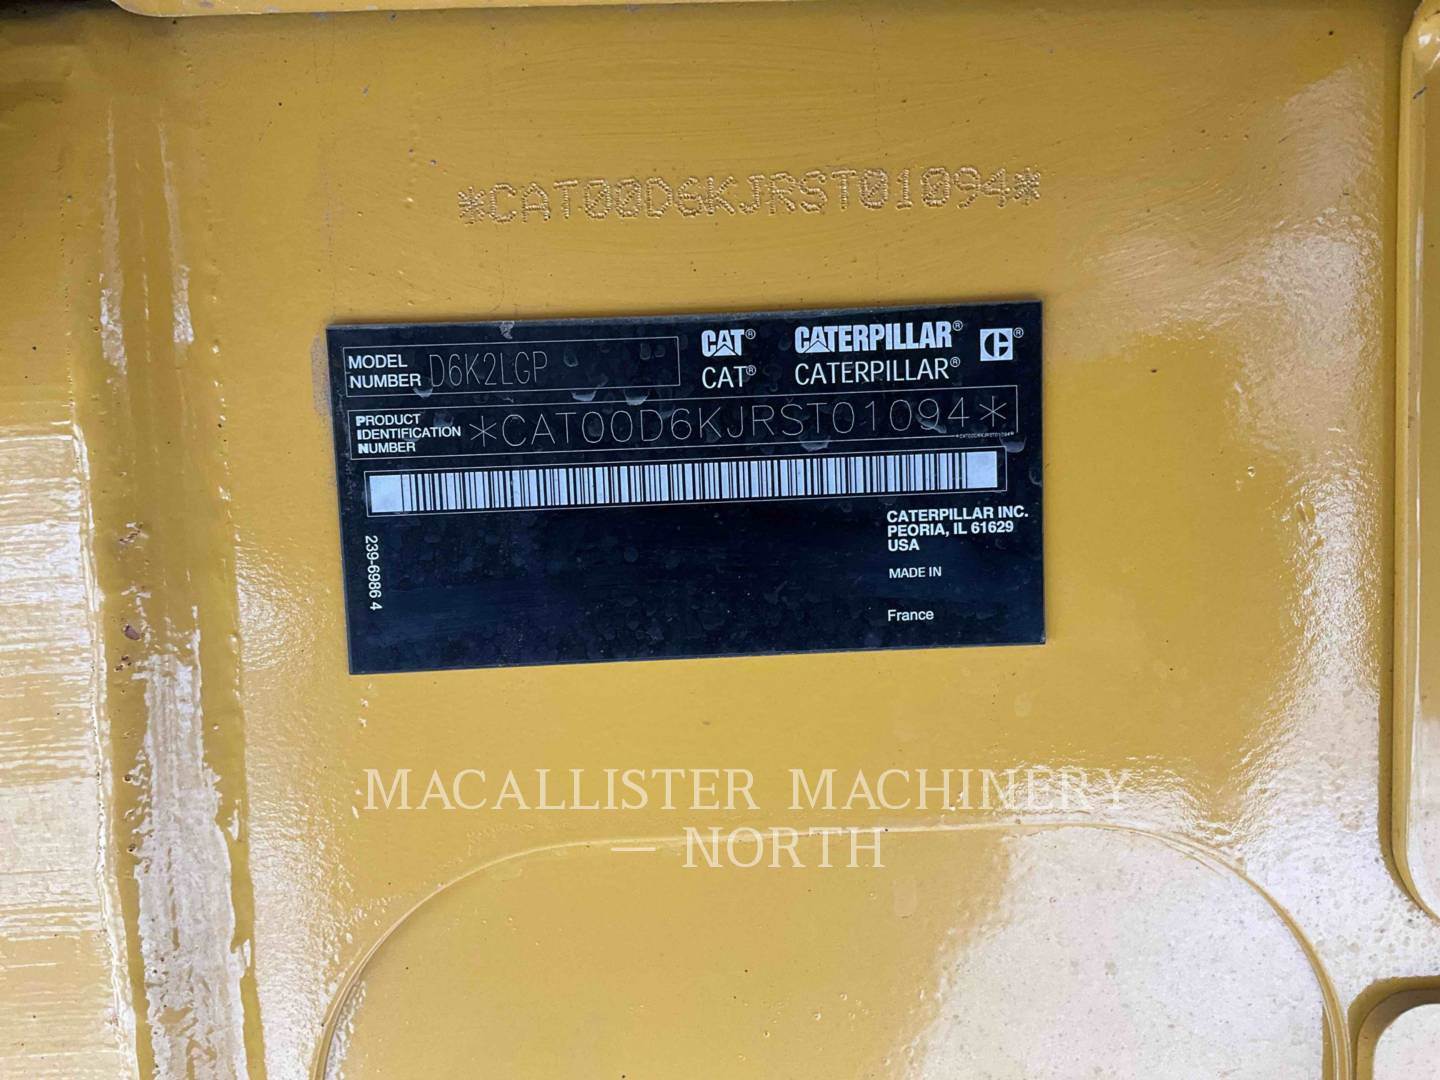 *CAT00D6KJRST01094*
MODEL NUMBER D6K2LGP
CAT® CATERPILLAR®
CAT® CATERPILLAR®
PRODUCT IDENTIFICATION NUMBER *CAT00D6KJRST01094*
*CAT00D6KJRST01094*
CATERPILLAR INC.
PEORIA, IL 61629
USA
MADE IN
France
239-6986 4
MACALLISTER MACHINERY
— NORTH